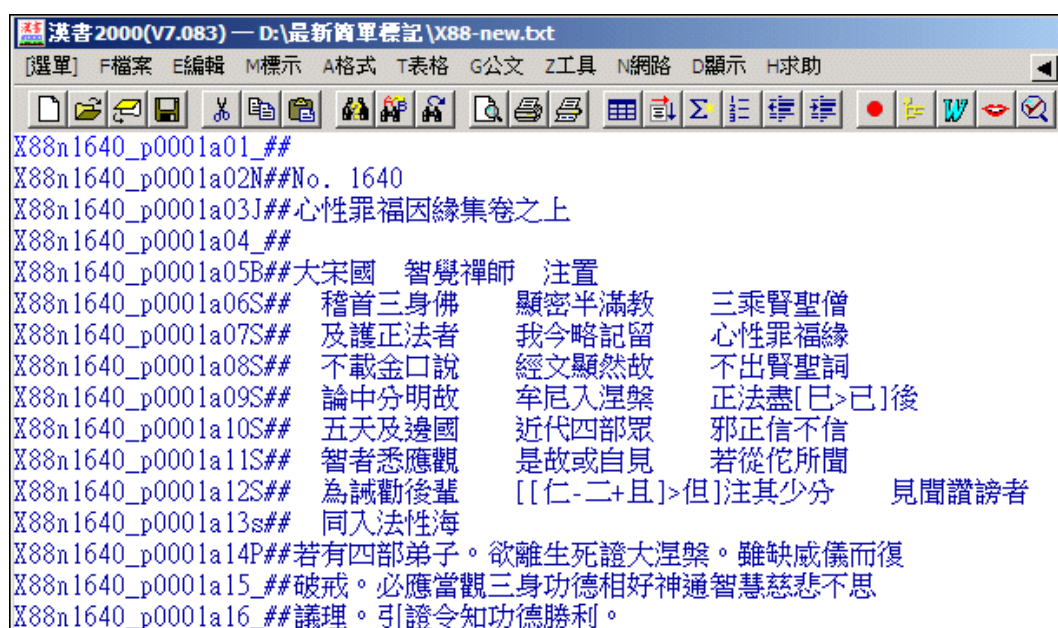 漢書2000(V7.083) — D:\最新簡單標記\X88-new.txt
[選單] F檔案 E編輯 M標示 A格式 T表格 G公文 Z工具 N網路 D顯示 H求助
X88n1640_p0001a01_##
X88n1640_p0001a02N##No. 1640
X88n1640_p0001a03J##心性罪福因緣集卷之上
X88n1640_p0001a04_##
X88n1640_p0001a05B##大宋國　智覺禪師　注置
X88n1640_p0001a06S##　稽首三身佛　　顯密半滿教　　三乘賢聖僧
X88n1640_p0001a07S##　及護正法者　　我今略記留　　心性罪福緣
X88n1640_p0001a08S##　不載金口說　　經文顯然故　　不出賢聖詞
X88n1640_p0001a09S##　論中分明故　　牟尼入涅槃　　正法盡[巳>已]後
X88n1640_p0001a10S##　五天及邊國　　近代四部眾　　邪正信不信
X88n1640_p0001a11S##　智者悉應觀　　是故或自見　　若從佗所聞
X88n1640_p0001a12S##　為誡勸後輩　　[[仁-二+且]>但]注其少分　　見聞讚謗者
X88n1640_p0001a13s##　同入法性海
X88n1640_p0001a14P##若有四部弟子。欲離生死證大涅槃。雖缺威儀而復
X88n1640_p0001a15_##破戒。必應當觀三身功德相好神通智慧慈悲不思
X88n1640_p0001a16_##議理。引證令知功德勝利。